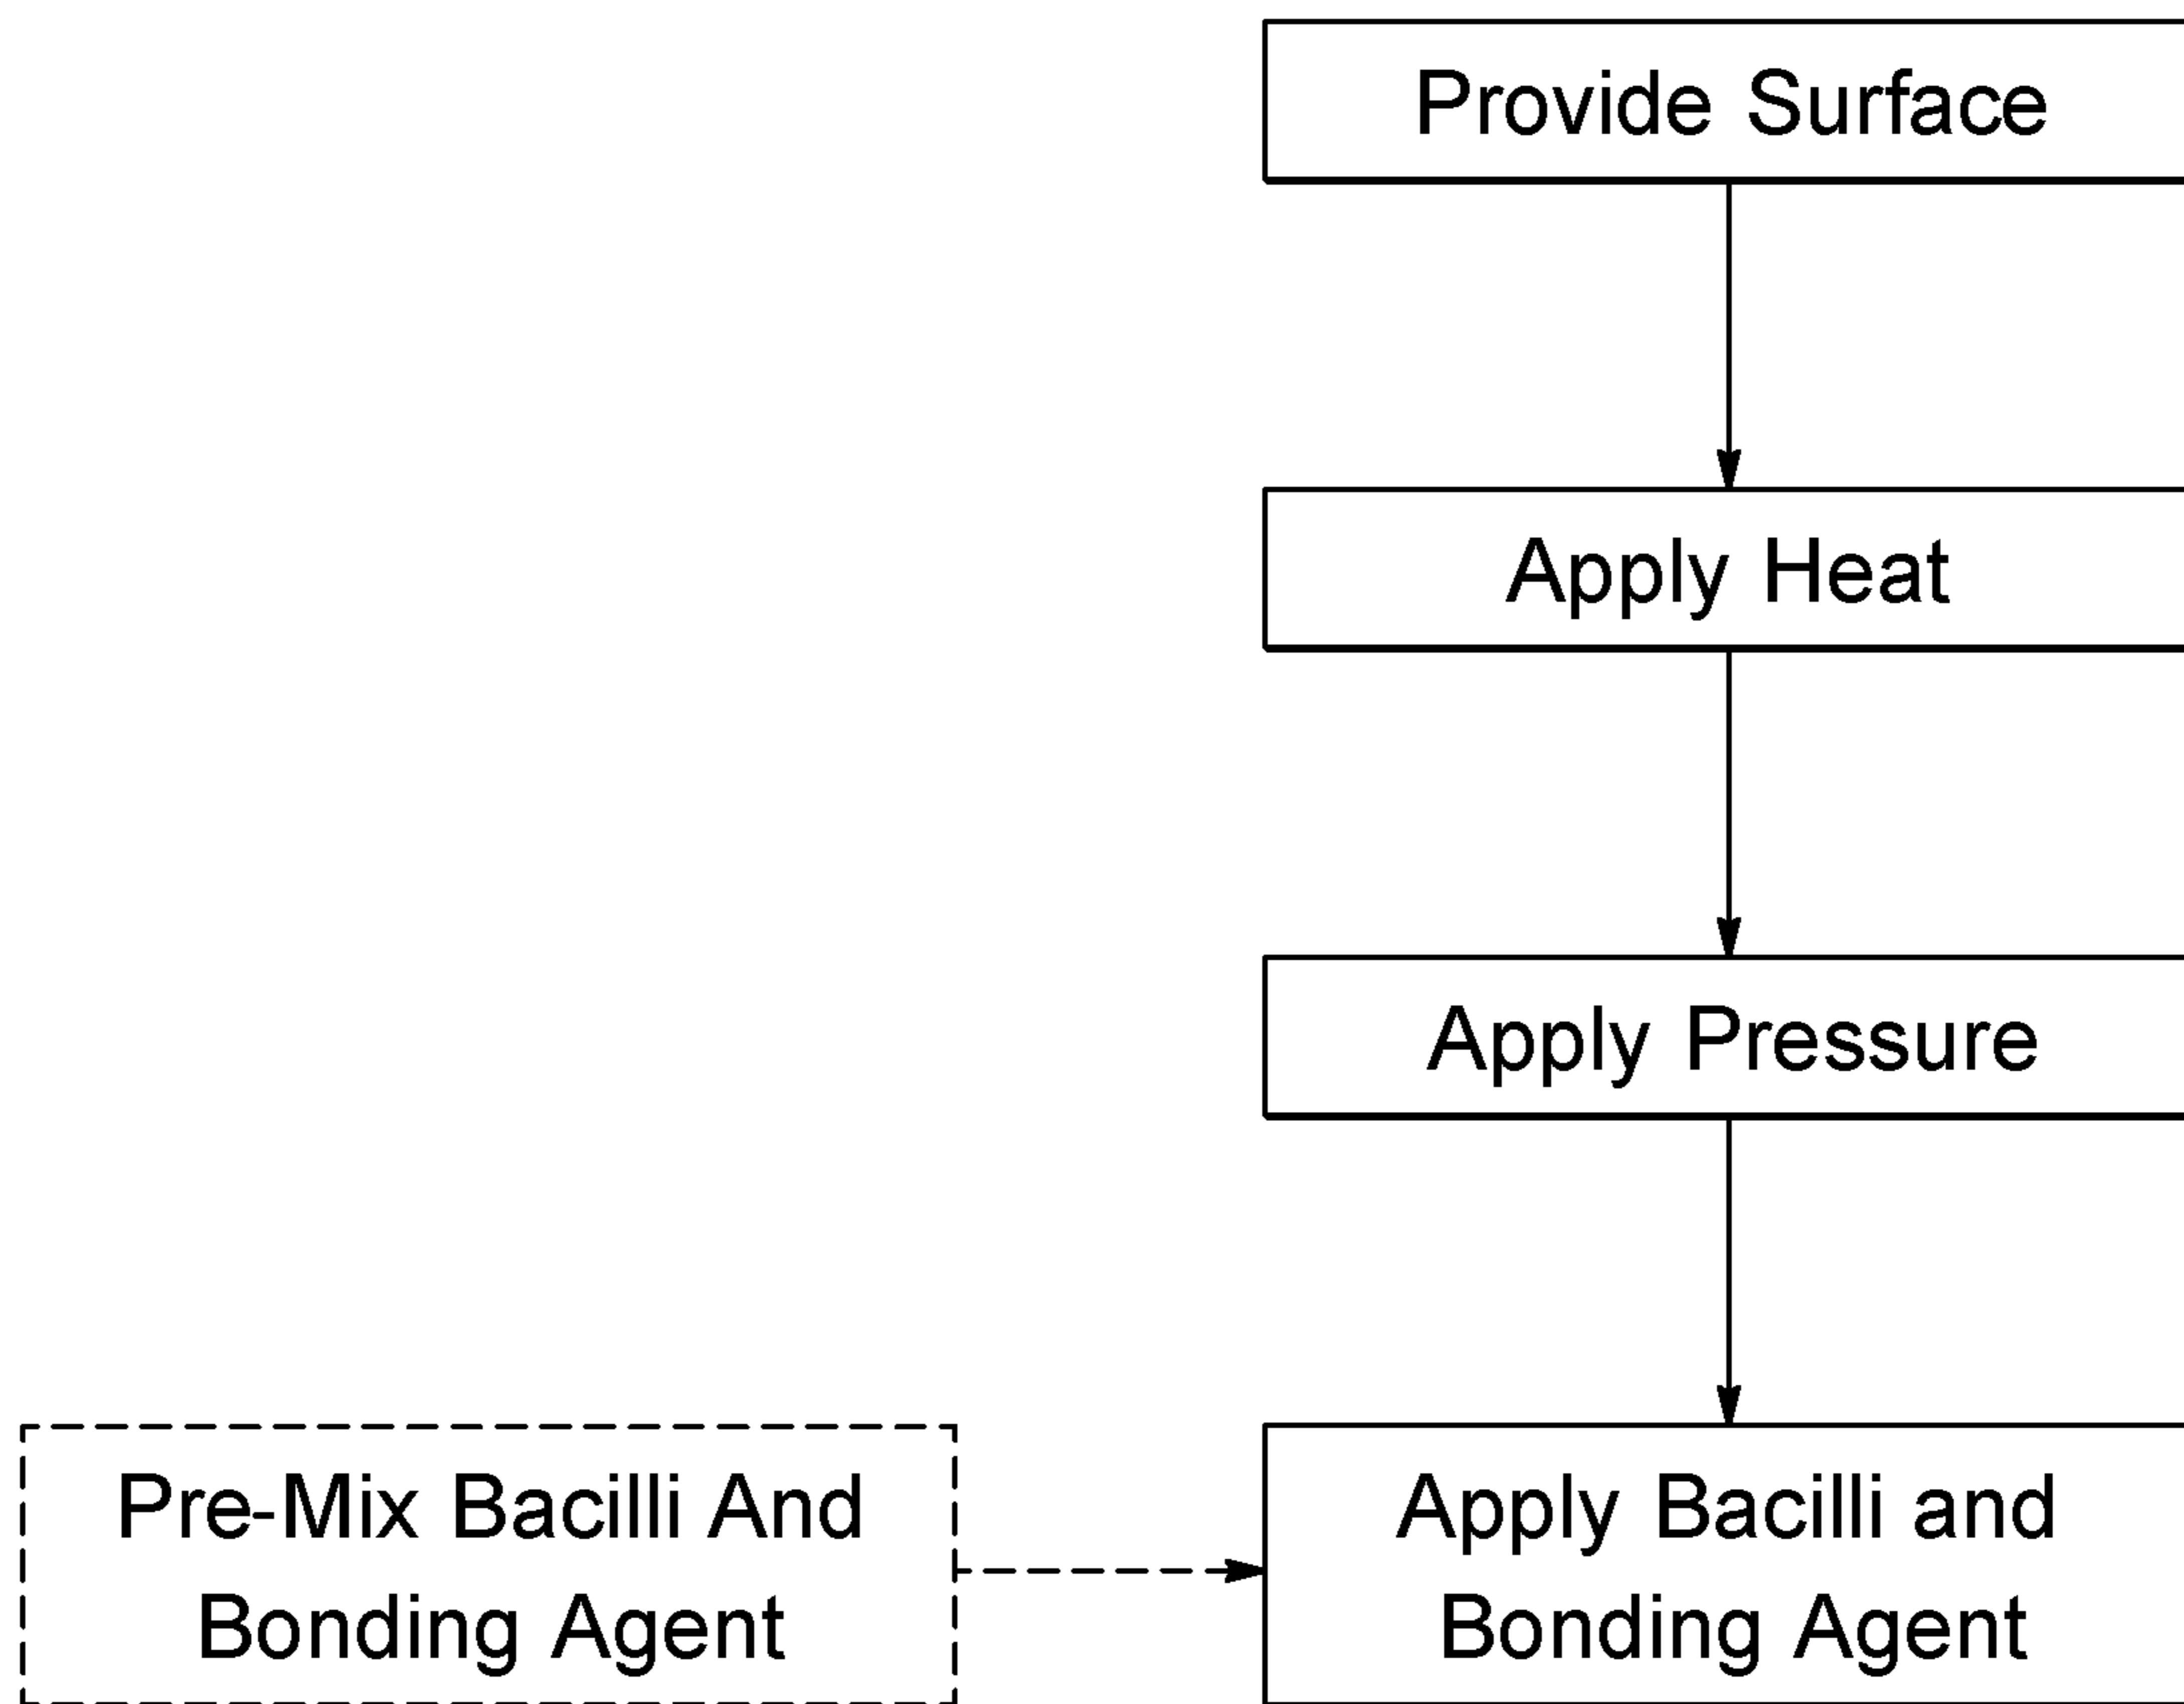 Provide Surface
Apply Heat
Apply Pressure
Pre-Mix Bacilli And
Bonding Agent
Apply Bacilli and
Bonding Agent